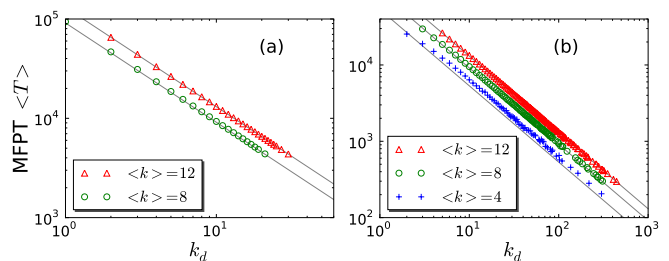 MFPT <T>
10^5
10^4
10^3
(a)
<k>=12
<k>=8
10^0
10^1
k_d
10^4
10^3
10^2
(b)
<k>=12
<k>=8
<k>=4
10^0
10^1
10^2
10^3
k_d